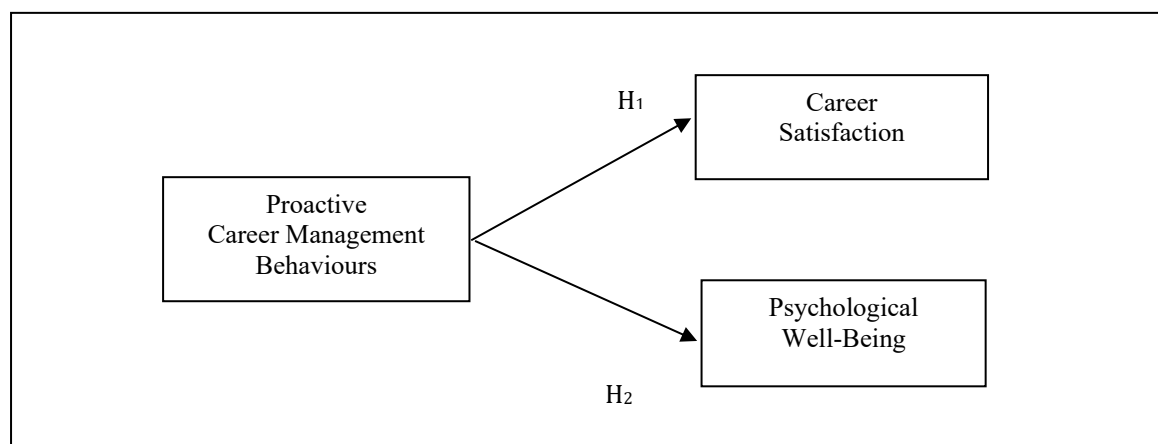 H1
Career
Satisfaction
Proactive
Career Management
Behaviours
Psychological
Well-Being
H2